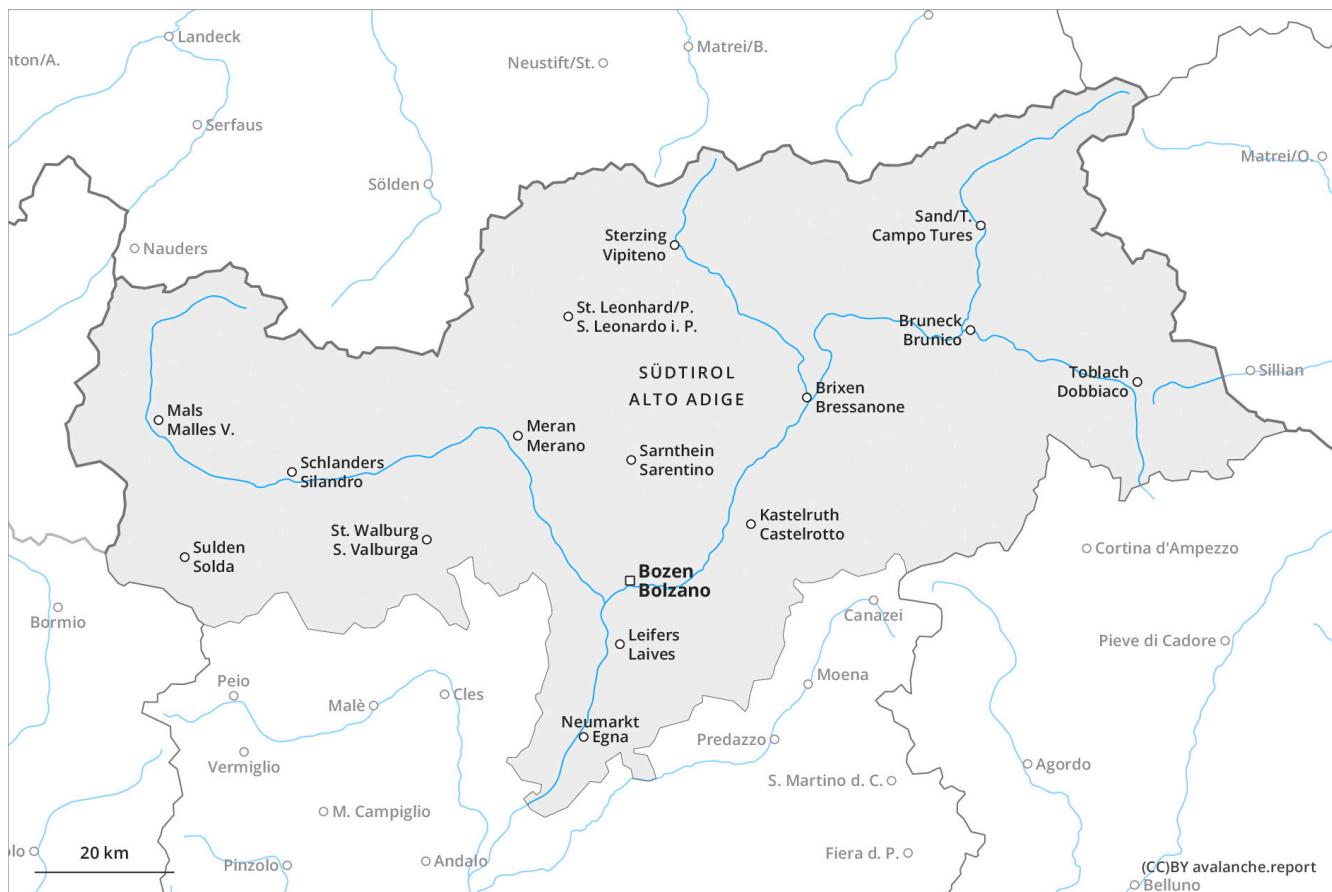 Landeck
Matrei/B.
nton/A.
Neustift/St.
Serfaus
Matrei/O.
Sölden
Sand/T.
Campo Tures
Sterzing
Vipiteno
Nauders
St. Leonhard/P.
S. Leonardo i. P.
Bruneck
Brunico
SÜDTIROL
ALTO ADIGE
Toblach
Dobbiaco
Sillian
Brixen
Bressanone
Mals
Malles V.
Meran
Merano
Sarnthein
Sarentino
Schlanders
Silandro
Kastelruth
Castelrotto
St. Walburg
S. Valburga
Sulden
Solda
Cortina d'Ampezzo
Bozen
Bolzano
Bormio
Canazei
Leifers
Laives
Pieve di Cadore
Peio
Malè
Cles
Moena
Neumarkt
Egna
Predazzo
Vermiglio
Agordo
S. Martino d. C.
M. Campiglio
20 km
olo
Pinzolo
Andalo
Fiera d. P.
(CC)BY avalanche.report
Belluno